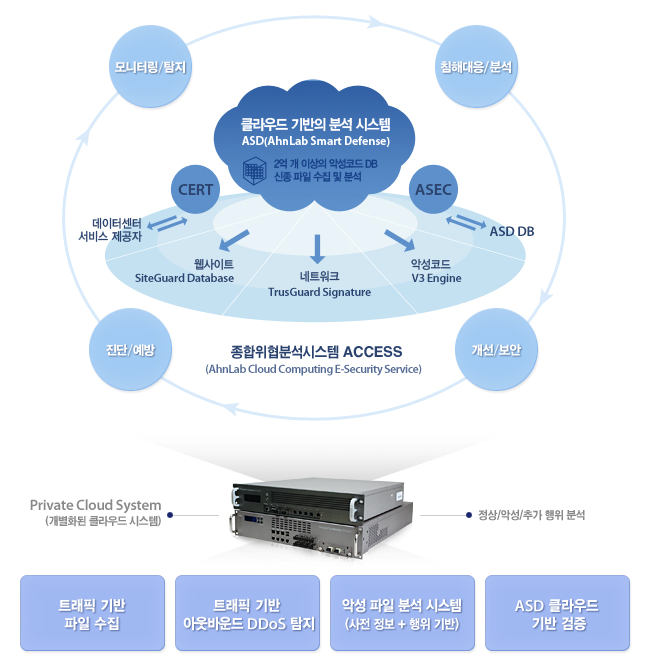 모니터링/탐지
침해대응/분석
클라우드 기반의 분석 시스템
ASD(AhnLab Smart Defense)
2억 개 이상의 악성코드 DB
신종 파일 수집 및 분석
CERT
ASEC
데이터센터
서비스 제공자
ASD DB
웹사이트
SiteGuard Database
네트워크
TrusGuard Signature
악성코드
V3 Engine
진단/예방
개선/보안
종합위협분석시스템 ACCESS
(AhnLab Cloud Computing E-Security Service)
Private Cloud System
(개별화된 클라우드 시스템)
정상/악성/추가 행위 분석
트래픽 기반
파일 수집
트래픽 기반
아웃바운드 DDoS 탐지
악성 파일 분석 시스템
(사전 정보 + 행위 기반)
ASD 클라우드
기반 검증